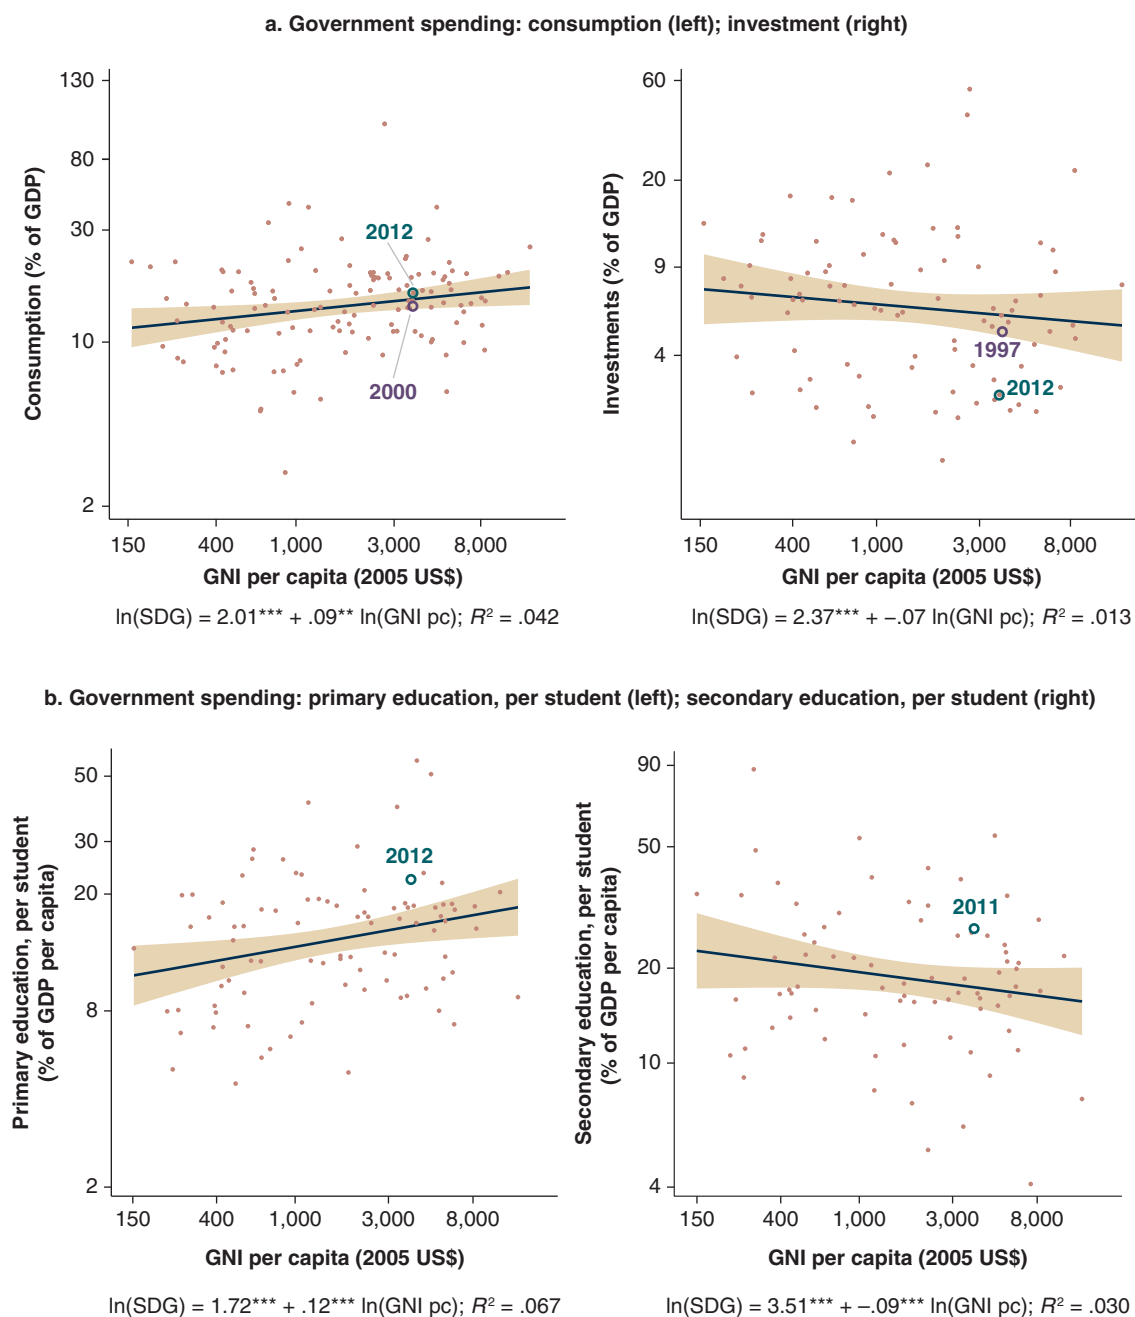 a. Government spending: consumption (left); investment (right)
Consumption (% of GDP)
130
80
30
10
2
2012
2000
150 400 1,000 3,000 8,000
GNI per capita (2005 US$)
ln(SDG) = 2.01*** + .09** ln(GNI pc); R² = .042
Investments (% of GDP)
60
20
9
4
1997
2012
150 400 1,000 3,000 8,000
GNI per capita (2005 US$)
ln(SDG) = 2.37*** + –.07 ln(GNI pc); R² = .013
b. Government spending: primary education, per student (left); secondary education, per student (right)
Primary education, per student
(% of GDP per capita)
50
30
20
8
2
2012
150 400 1,000 3,000 8,000
GNI per capita (2005 US$)
ln(SDG) = 1.72*** + .12*** ln(GNI pc); R² = .067
Secondary education, per student
(% of GDP per capita)
90
50
20
10
4
2011
150 400 1,000 3,000 8,000
GNI per capita (2005 US$)
ln(SDG) = 3.51*** + –.09*** ln(GNI pc); R² = .030